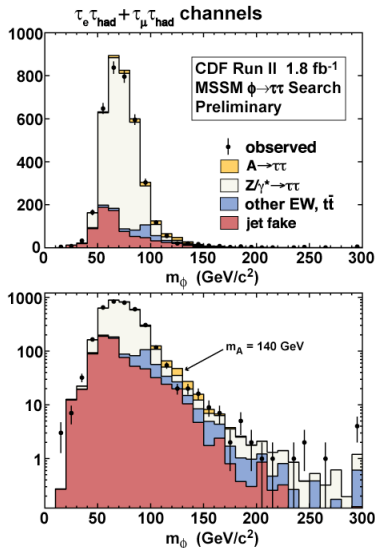 τeτhad + τμτhad channels
CDF Run II 1.8 fb-1
MSSM ϕ→ττ Search
Preliminary
observed
A→ττ
Z/γ*→ττ
other EW, tt̄
jet fake
1000
800
600
400
200
0
0 50 100 150 200 250 300
mϕ (GeV/c2)
1000
100
10
1
mA = 140 GeV
0 50 100 150 200 250 300
mϕ (GeV/c2)